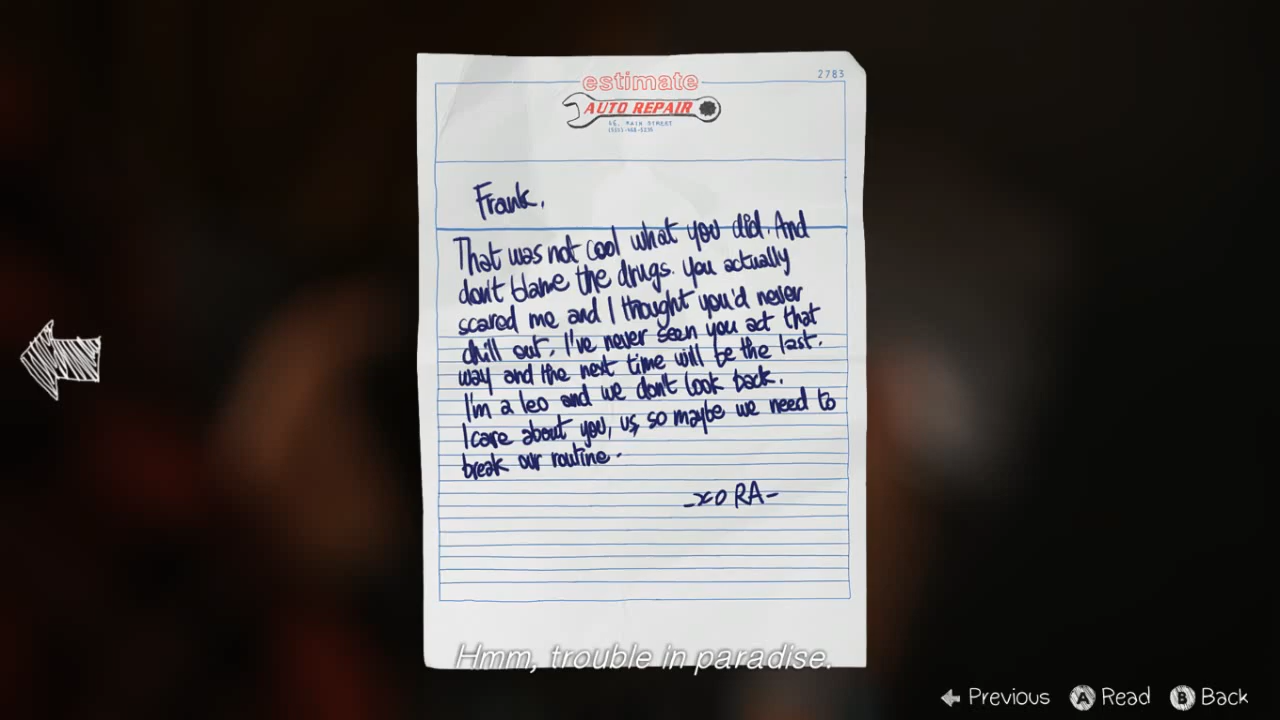 2783
estimate
AUTO REPAIR
MAIN STREET
Frank,
That was not cool what you did. And
don't blame the drugs. You actually
scared me and I thought you'd never
chill out. I've never seen you act that
way and the next time will be the last.
I'm a leo and we don't look back.
I care about you, us, so maybe we need to
break our routine.
-xo RA-
Hmm, trouble in paradise.
Previous A Read B Back